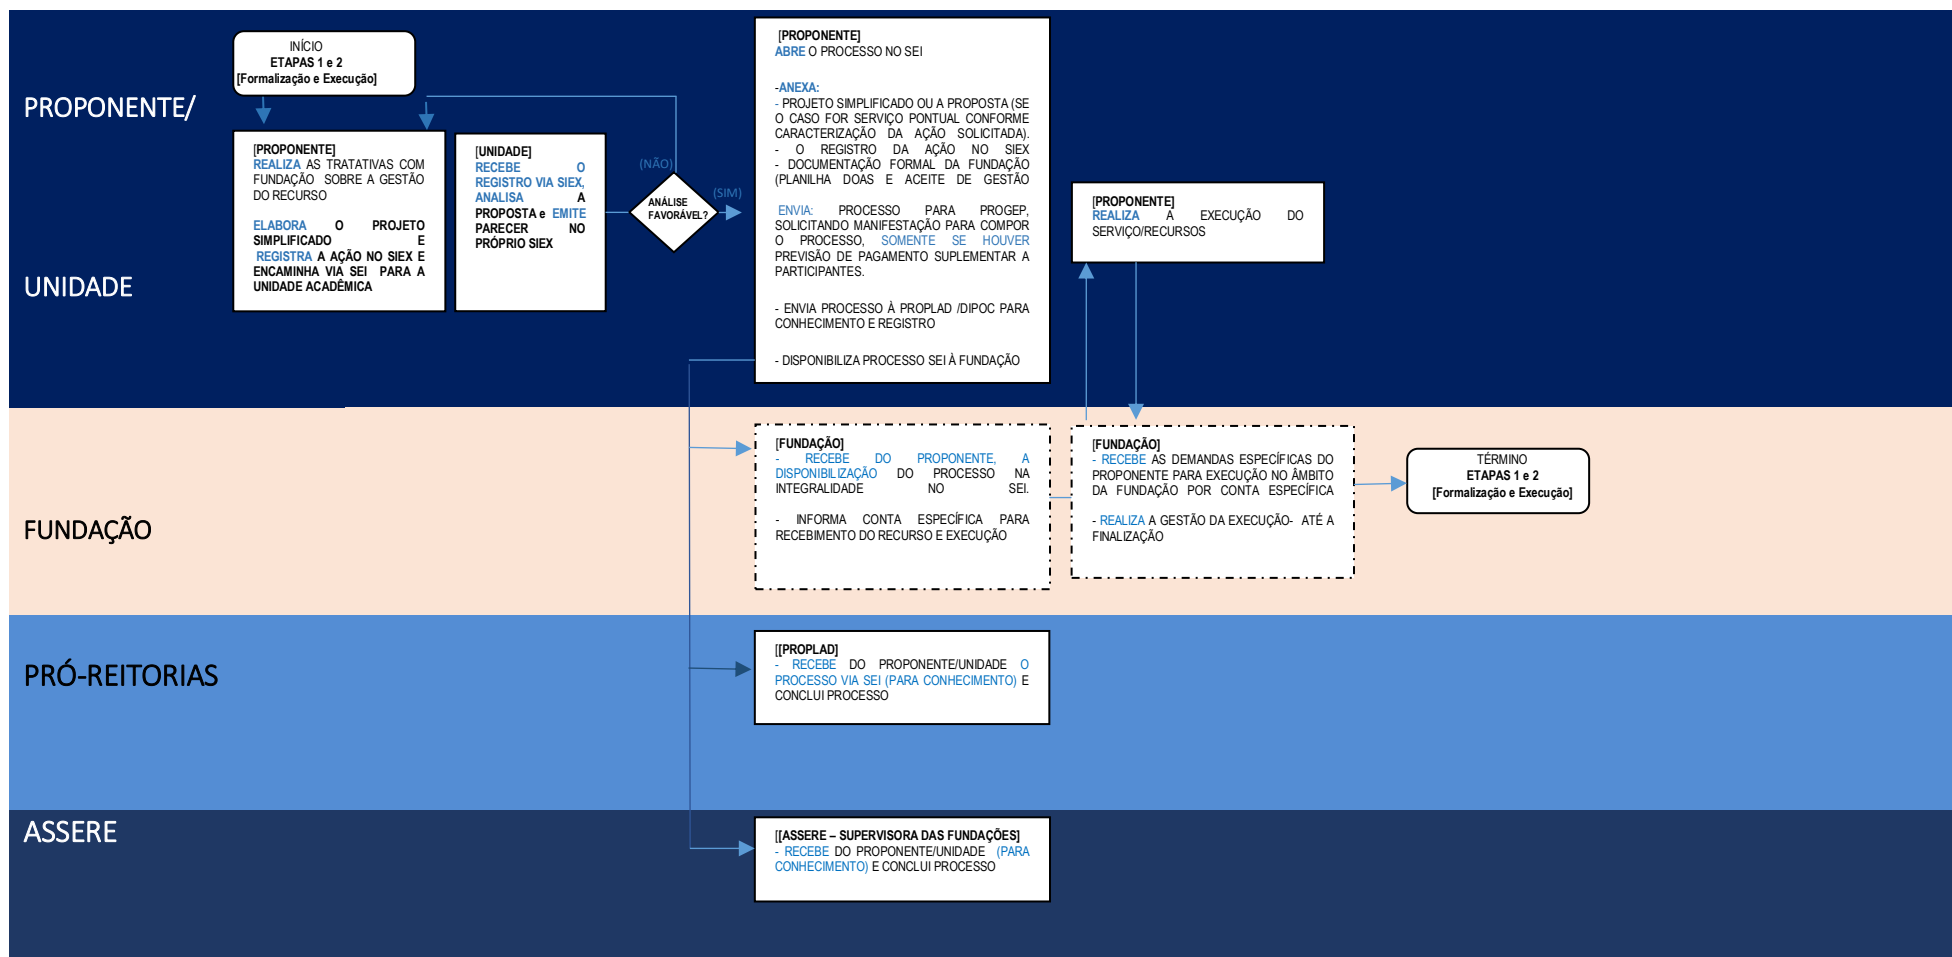 PROPONENTE/
UNIDADE
INÍCIO
ETAPAS 1 e 2
[Formalização e Execução]
[PROPONENTE]
REALIZA AS TRATATIVAS COM
FUNDAÇÃO SOBRE A GESTÃO
DO RECURSO
ELABORA O PROJETO
SIMPLIFICADO E
REGISTRA A AÇÃO NO SIEX E
ENCAMINHA VIA SEI PARA A
UNIDADE ACADÊMICA
[UNIDADE]
RECEBE O
REGISTRO VIA SIEX,
ANALISA A
PROPOSTA e EMITE
PARECER NO
PRÓPRIO SIEX
(NÃO)
ANÁLISE
FAVORÁVEL?
(SIM)
[PROPONENTE]
ABRE O PROCESSO NO SEI
-ANEXA:
- PROJETO SIMPLIFICADO OU A PROPOSTA (SE
O CASO FOR SERVIÇO PONTUAL CONFORME
CARACTERIZAÇÃO DA AÇÃO SOLICITADA).
- O REGISTRO DA AÇÃO NO SIEX
- DOCUMENTAÇÃO FORMAL DA FUNDAÇÃO
(PLANILHA DOAS E ACEITE DE GESTÃO
ENVIA: PROCESSO PARA PROGEP,
SOLICITANDO MANIFESTAÇÃO PARA COMPOR
O PROCESSO, SOMENTE SE HOUVER
PREVISÃO DE PAGAMENTO SUPLEMENTAR A
PARTICIPANTES.
- ENVIA PROCESSO À PROPLAD /DIPOC PARA
CONHECIMENTO E REGISTRO
- DISPONIBILIZA PROCESSO SEI À FUNDAÇÃO
[PROPONENTE]
REALIZA A EXECUÇÃO DO
SERVIÇO/RECURSOS
FUNDAÇÃO
[FUNDAÇÃO]
- RECEBE DO PROPONENTE, A
DISPONIBILIZAÇÃO DO PROCESSO NA
INTEGRALIDADE NO SEI.
- INFORMA CONTA ESPECÍFICA PARA
RECEBIMENTO DO RECURSO E EXECUÇÃO
[FUNDAÇÃO]
- RECEBE AS DEMANDAS ESPECÍFICAS DO
PROPONENTE PARA EXECUÇÃO NO ÂMBITO
DA FUNDAÇÃO POR CONTA ESPECÍFICA
- REALIZA A GESTÃO DA EXECUÇÃO- ATÉ A
FINALIZAÇÃO
TÉRMINO
ETAPAS 1 e 2
[Formalização e Execução]
PRÓ-REITORIAS
[[PROPLAD]
- RECEBE DO PROPONENTE/UNIDADE O
PROCESSO VIA SEI (PARA CONHECIMENTO) E
CONCLUI PROCESSO
ASSERE
[[ASSERE – SUPERVISORA DAS FUNDAÇÕES]
- RECEBE DO PROPONENTE/UNIDADE (PARA
CONHECIMENTO) E CONCLUI PROCESSO